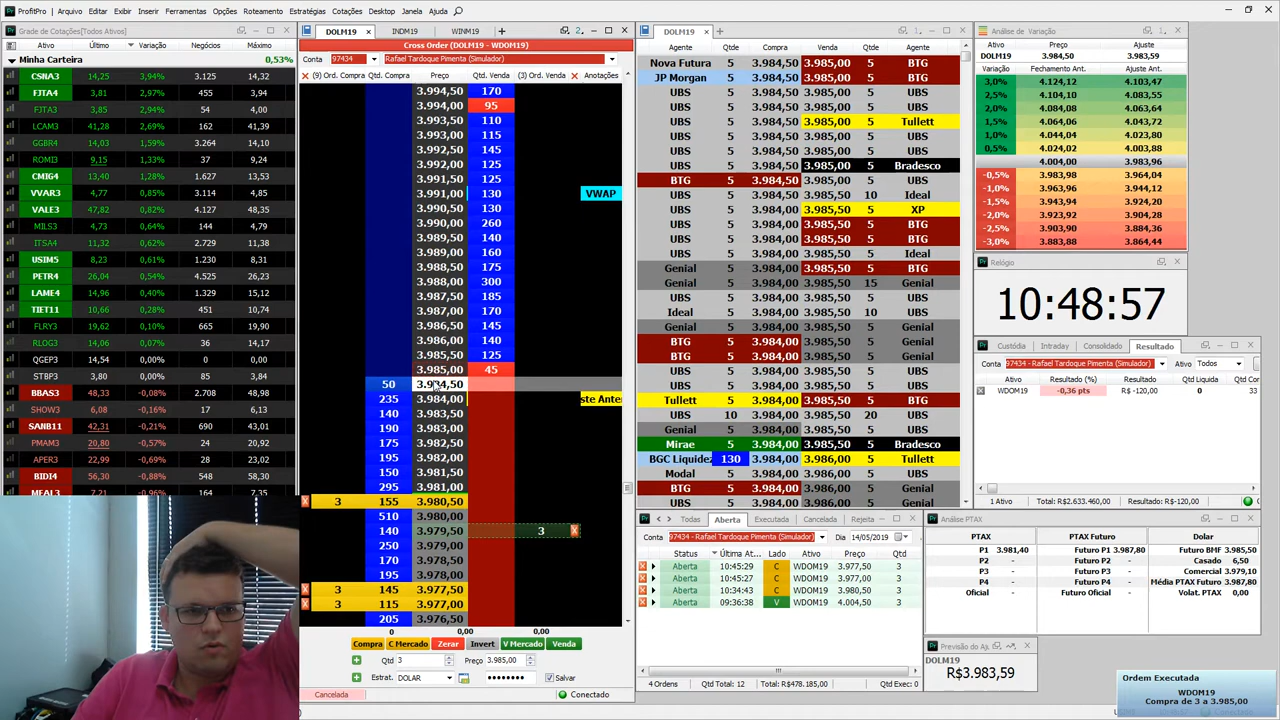 ProfitPro Arquivo Editar Exibir Inserir Ferramentas Opções Roteamento Estratégias Cotações Desktop Janela Ajuda
Grade de Cotações[Todos Ativos]
Ativo Último Variação Negócios Máximo
Minha Carteira 0,53%
CSNA3 14,25 3,94% 3.125 14,32
FJTA4 3,81 2,97% 455 3,94
FJTA3 3,95 2,86% 94 3,94
LCAM3 41,28 2,69% 162 41,39
GGBR4 14,03 1,59% 3.264 14,10
ROMI3 9,15 1,33% 37 9,24
CMIG4 13,40 1,28% 1.627 13,53
VVAR3 4,77 0,85% 3.114 4,85
VALE3 47,82 0,82% 4.210 48,35
MILS3 4,73 0,64% 143 4,84
ITSA4 11,32 0,62% 2.729 11,38
USIM5 8,61 0,61% 1.230 8,73
PETR4 26,04 0,54% 4.525 26,23
LAME4 14,96 0,40% 1.329 15,12
TIET11 10,66 0,28% 451 10,74
FLRY3 19,62 0,10% 665 19,90
RLOG3 14,06 0,07% 36 14,17
QGEP3 14,54 0,00% 0 0,00
STBP3 3,80 0,00% 85 3,84
BBAS3 48,33 -0,08% 2.708 48,98
SHOW3 6,08 -0,16% 17 6,13
SANB11 42,31 -0,21% 690 43,01
PMAM3 20,80 -0,57% 24 20,92
APER3 22,99 -0,69% 28 23,02
BIDI4 56,30 -0,88% 548 58,30
MEAL3 7,21 -0,96% 158 7,35
DOLM19 INDM19 WINM19
Cross Order (DOLM19 - WDOM19)
Conta 97434 Rafael Tardoque Pimenta (Simulador)
(9) Ord. Compra Qtd. Compra Preço Qtd. Venda (3) Ord. Venda Anotações
3.994,50 170
3.994,00 95
3.993,50 110
3.993,00 115
3.992,50 145
3.992,00 125
3.991,50 125
3.991,00 130 VWAP
3.990,50 130
3.990,00 260
3.989,50 140
3.989,00 160
3.988,50 175
3.988,00 300
3.987,50 185
3.987,00 170
3.986,50 145
3.986,00 140
3.985,50 125
3.985,00 45
50 3.984,50
235 3.984,00 ste Ante
140 3.983,50
190 3.983,00
175 3.982,50
195 3.982,00
150 3.981,50
295 3.981,00
3 155 3.980,50
510 3.980,00
140 3.979,50 3
250 3.979,00
170 3.978,50
195 3.978,00
3 145 3.977,50
3 115 3.977,00
205 3.976,50
0 0,00 0,00
Compra C Mercado Zerar Invert V Mercado Venda
Qtd 3 Preço 3.985,00
Estrat. DOLAR •••••••• Salvar
Cancelada Conectado
DOLM19
Agente Qtde Compra Venda Qtde Agente
Nova Futura 5 3.984,50 3.985,00 5 BTG
JP Morgan 5 3.984,50 3.985,00 5 BTG
UBS 5 3.984,50 3.985,00 5 UBS
UBS 5 3.984,50 3.985,00 5 UBS
UBS 5 3.984,50 3.985,00 5 Tullett
UBS 5 3.984,50 3.985,00 5 UBS
UBS 5 3.984,50 3.985,00 5 UBS
UBS 5 3.984,50 3.985,00 5 Bradesco
BTG 5 3.984,50 3.985,00 5 UBS
UBS 5 3.984,00 3.985,50 10 Ideal
UBS 5 3.984,00 3.985,50 5 XP
UBS 5 3.984,00 3.985,50 5 BTG
UBS 5 3.984,00 3.985,50 5 BTG
UBS 5 3.984,00 3.985,50 5 Ideal
Genial 5 3.984,00 3.985,50 5 BTG
Genial 5 3.984,00 3.985,50 15 Genial
UBS 5 3.984,00 3.985,50 5 UBS
Ideal 5 3.984,00 3.985,50 10 UBS
Genial 5 3.984,00 3.985,50 5 Genial
BTG 5 3.984,00 3.985,50 5 Genial
BTG 5 3.984,00 3.985,50 5 Genial
UBS 5 3.984,00 3.985,50 5 UBS
UBS 5 3.984,00 3.985,50 5 UBS
Tullett 5 3.984,00 3.985,50 5 BTG
UBS 10 3.984,00 3.985,50 20 UBS
Genial 5 3.984,00 3.985,50 5 UBS
Mirae 5 3.984,00 3.985,50 5 Bradesco
BGC Liquidez 130 3.984,00 3.986,00 5 Tullett
Modal 5 3.984,00 3.986,00 5 UBS
BTG 5 3.984,00 3.986,00 5 Genial
UBS 5 3.984,00 3.986,00 5 Genial
Todas Aberta Executada Cancelada Rejeita
Conta 97434 - Rafael Tardoque Pimenta (Simulador) Dia 14/05/2019
Status Última At... Lado Ativo Preço Qtd
Aberta 10:45:29 C WDOM19 3.977,50 3
Aberta 10:45:27 C WDOM19 3.977,00 3
Aberta 10:34:43 C WDOM19 3.980,50 3
Aberta 09:36:38 V WDOM19 4.004,50 3
4 Ordens Qtd Total: 12 Total: R$478.185,00 Qtd Exec: 0
Análise de Variação
Ativo Preço Ajuste
DOLM19 3.984,50 3.983,59
Variação Fechamento Ant. Ajuste Ant.
3,0% 4.124,12 4.103,47
2,5% 4.104,10 4.083,55
2,0% 4.084,08 4.063,64
1,5% 4.064,06 4.043,72
1,0% 4.044,04 4.023,80
0,5% 4.024,02 4.003,88
4.004,00 3.983,96
-0,5% 3.983,98 3.964,04
-1,0% 3.963,96 3.944,12
-1,5% 3.943,94 3.924,20
-2,0% 3.923,92 3.904,28
-2,5% 3.903,90 3.884,36
-3,0% 3.883,88 3.864,44
Relógio
10:48:57
Custódia Intraday Consolidado Resultado
Conta 97434 - Rafael Tardoque Pimenta (Simulador) Ativo Todos
Ativo Resultado (%) Resultado Qtd Líquida Qtd Cor
WDOM19 -0,36 pts R$ -120,00 0 33
1 Ativo Total: R$2.633.460,00 Resultado: R$-120,00
Análise PTAX
PTAX PTAX Futuro Dolar
P1 3.981,40 Futuro P1 3.987,80 Futuro BMF 3.985,50
P2 - Futuro P2 - Casado 6,50
P3 - Futuro P3 - Comercial 3.979,10
P4 - Futuro P4 - Média PTAX Futuro 3.987,80
Oficial - Futuro Oficial - Volat. PTAX 0,00
Previsão do Aj.
DOLM19
R$3.983,59
Ordem Executada
WDOM19
Compra de 3 a 3.985,00